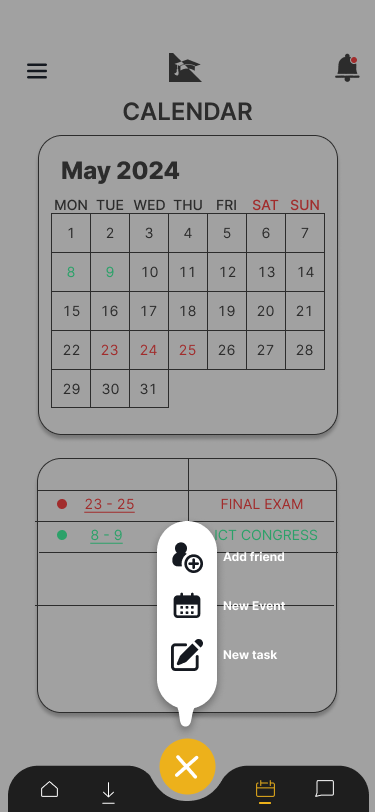 CALENDAR
May 2024
MON TUE WED THU FRI SAT SUN
1 2 3 4 5 6 7
8 9 10 11 12 13 14
15 16 17 18 19 20 21
22 23 24 25 26 27 28
29 30 31
23 - 25 FINAL EXAM
8 - 9 ICT CONGRESS
Add friend
New Event
New task